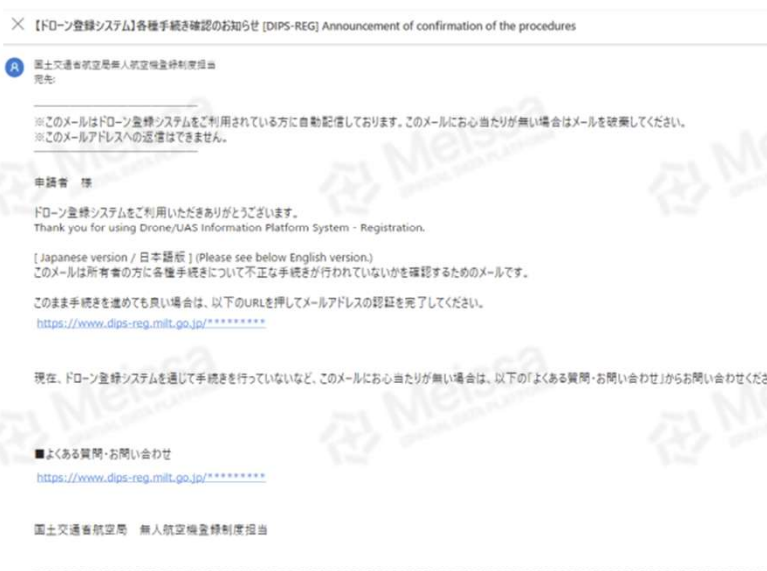 【ドローン登録システム】各種手続き確認のお知らせ [DIPS-REG] Announcement of confirmation of the procedures
国土交通省航空局無人航空機登録制度担当
宛先:
※このメールはドローン登録システムをご利用されている方に自動配信しております。このメールにお心当たりが無い場合はメールを破棄してください。
※このメールアドレスへの返信はできません。
申請者 様
ドローン登録システムをご利用いただきありがとうございます。
Thank you for using Drone/UAS Information Platform System - Registration.
[ Japanese version / 日本語版 ] (Please see below English version.)
このメールは所有者の方に各種手続きについて不正な手続きが行われていないかを確認するためのメールです。
このまま手続きを進めても良い場合は、以下のURLを押してメールアドレスの認証を完了してください。
https://www.dips-reg.milt.go.jp/*********
現在、ドローン登録システムを通じて手続きを行っていないなど、このメールにお心当たりが無い場合は、以下の「よくある質問・お問い合わせ」からお問い合わせくださ
■よくある質問・お問い合わせ
https://www.dips-reg.milt.go.jp/*********
国土交通省航空局 無人航空機登録制度担当
Meissa